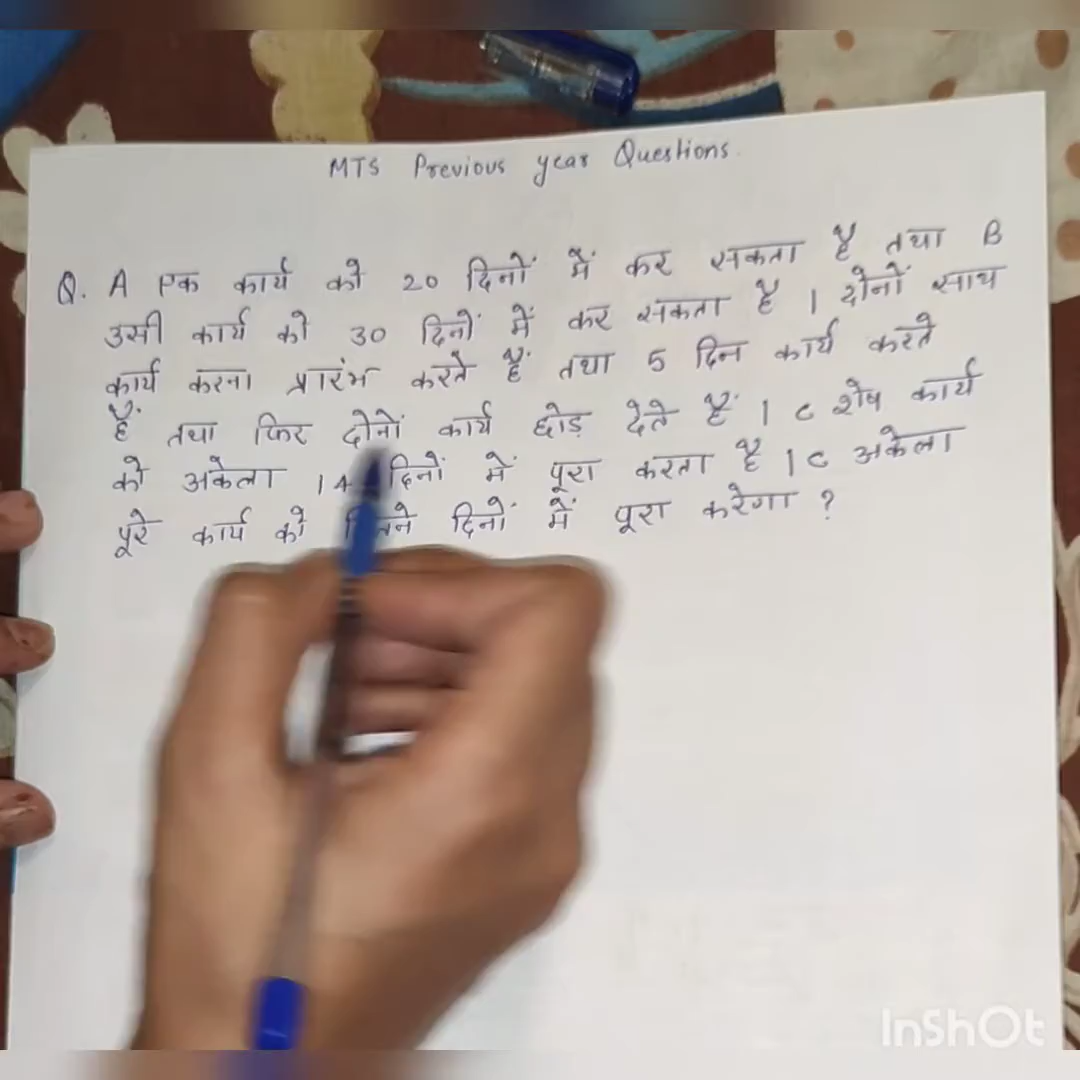 MTS Previous year Questions.
Q. A एक कार्य को 20 दिनों में कर सकता है तथा B
उसी कार्य को 30 दिनों में कर सकता है । दोनों साथ
कार्य करना प्रारंभ करते हैं तथा 5 दिन कार्य करते
हैं तथा फिर दोनों कार्य छोड़ देते हैं । C शेष कार्य
को अकेला 14 दिनों में पूरा करता है । C अकेला
पूरे कार्य को दिनों में पूरा करेगा ?
InShOt